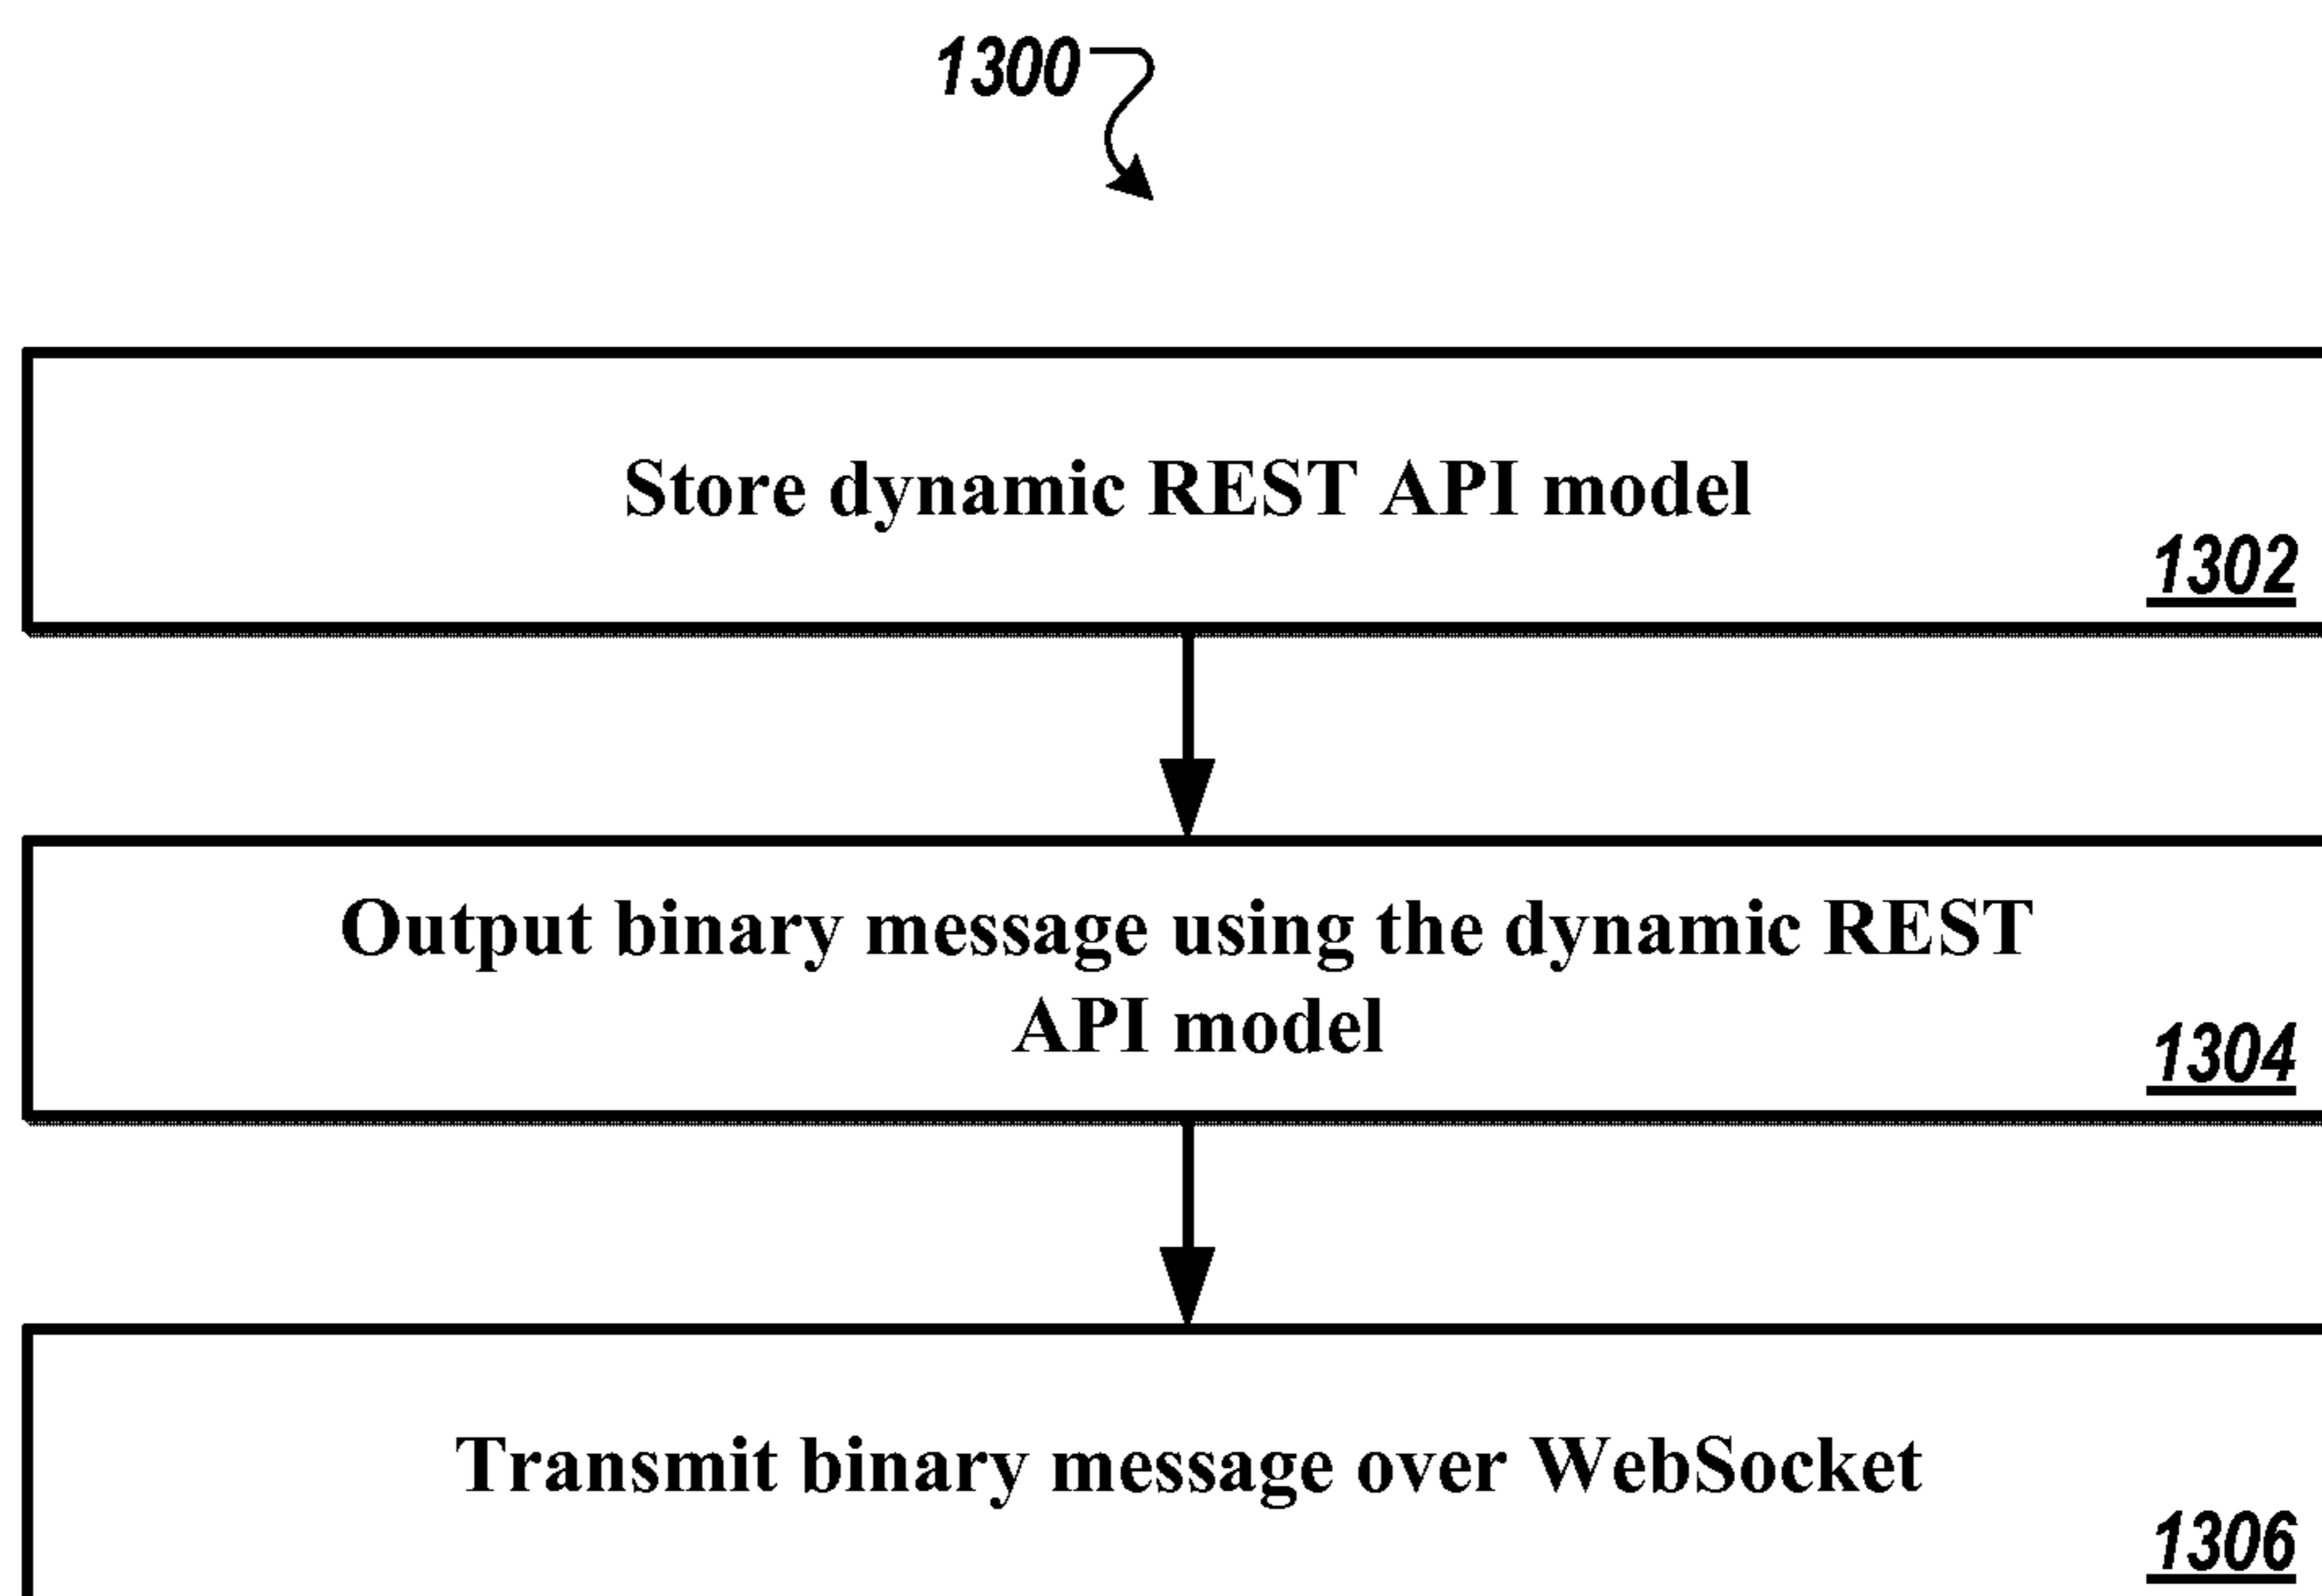 1300
Store dynamic REST API model
1302
Output binary message using the dynamic REST
API model
1304
Transmit binary message over WebSocket
1306